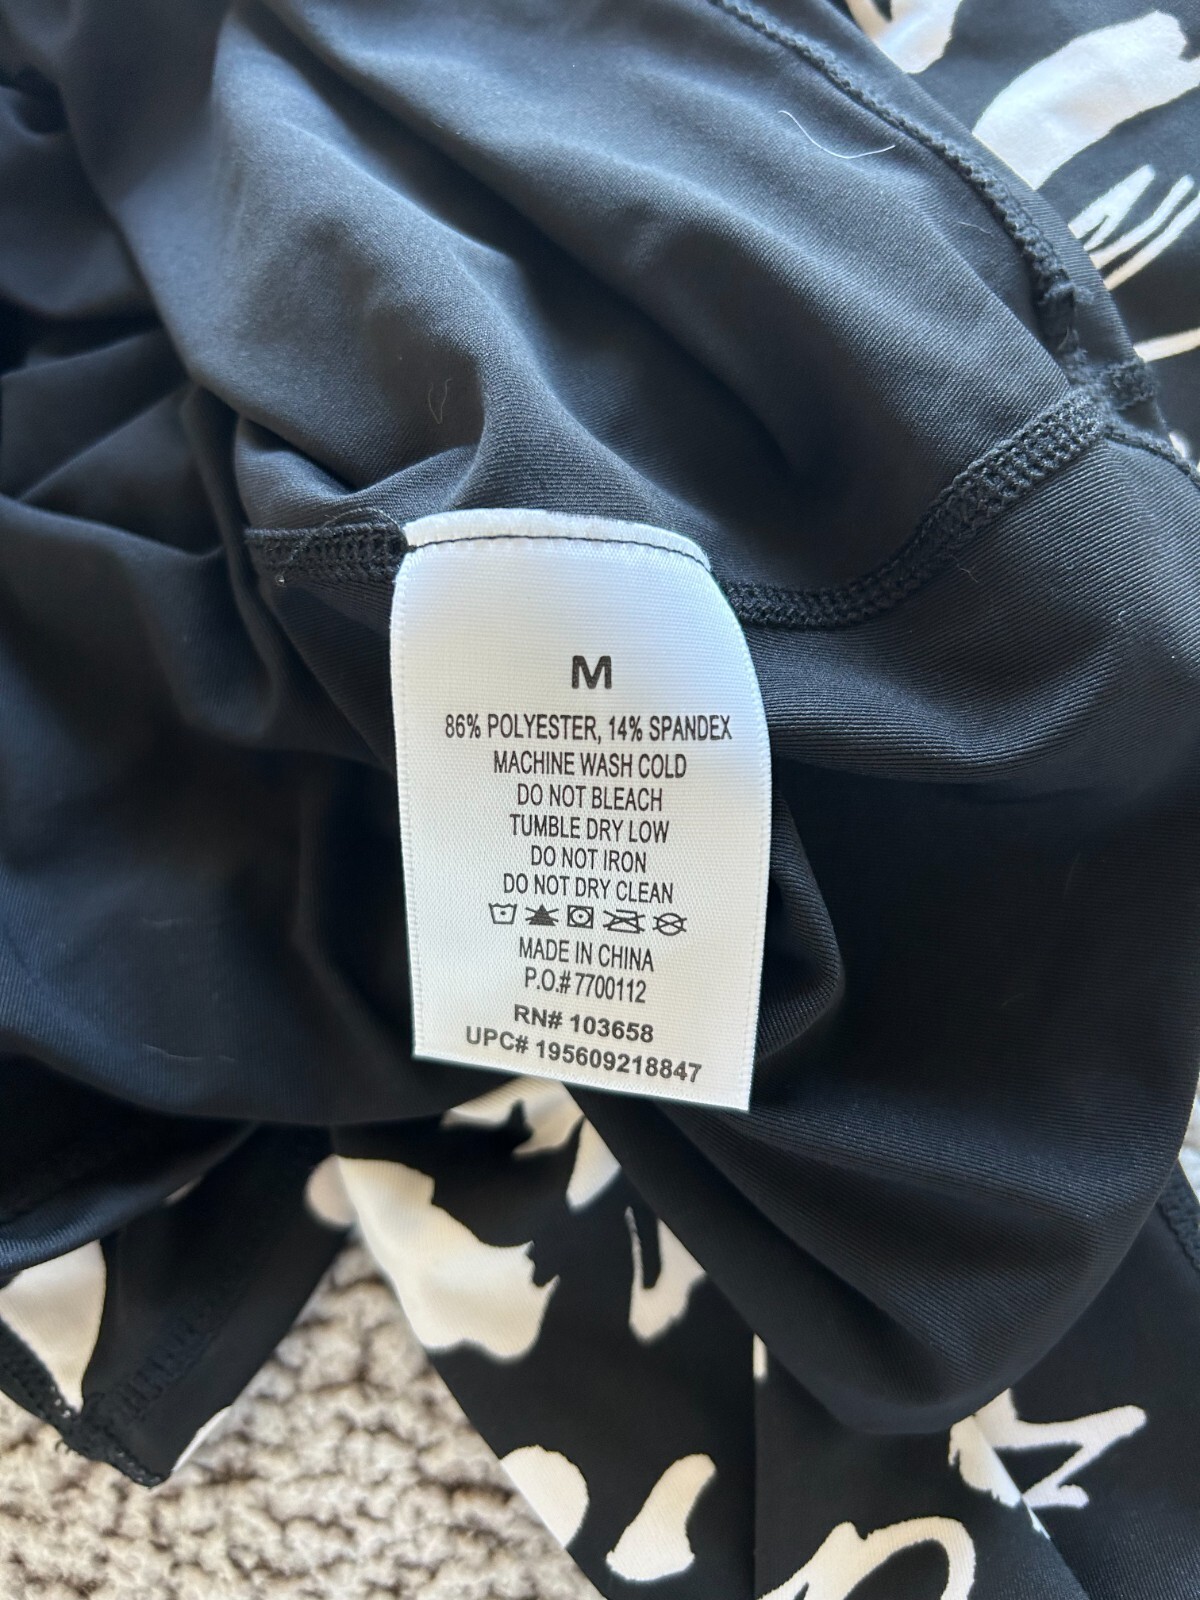 M
86% POLYESTER, 14% SPANDEX
MACHINE WASH COLD
DO NOT BLEACH
TUMBLE DRY LOW
DO NOT IRON
DO NOT DRY CLEAN
MADE IN CHINA
P.O.# 7700112
RN# 103658
UPC# 195609218847